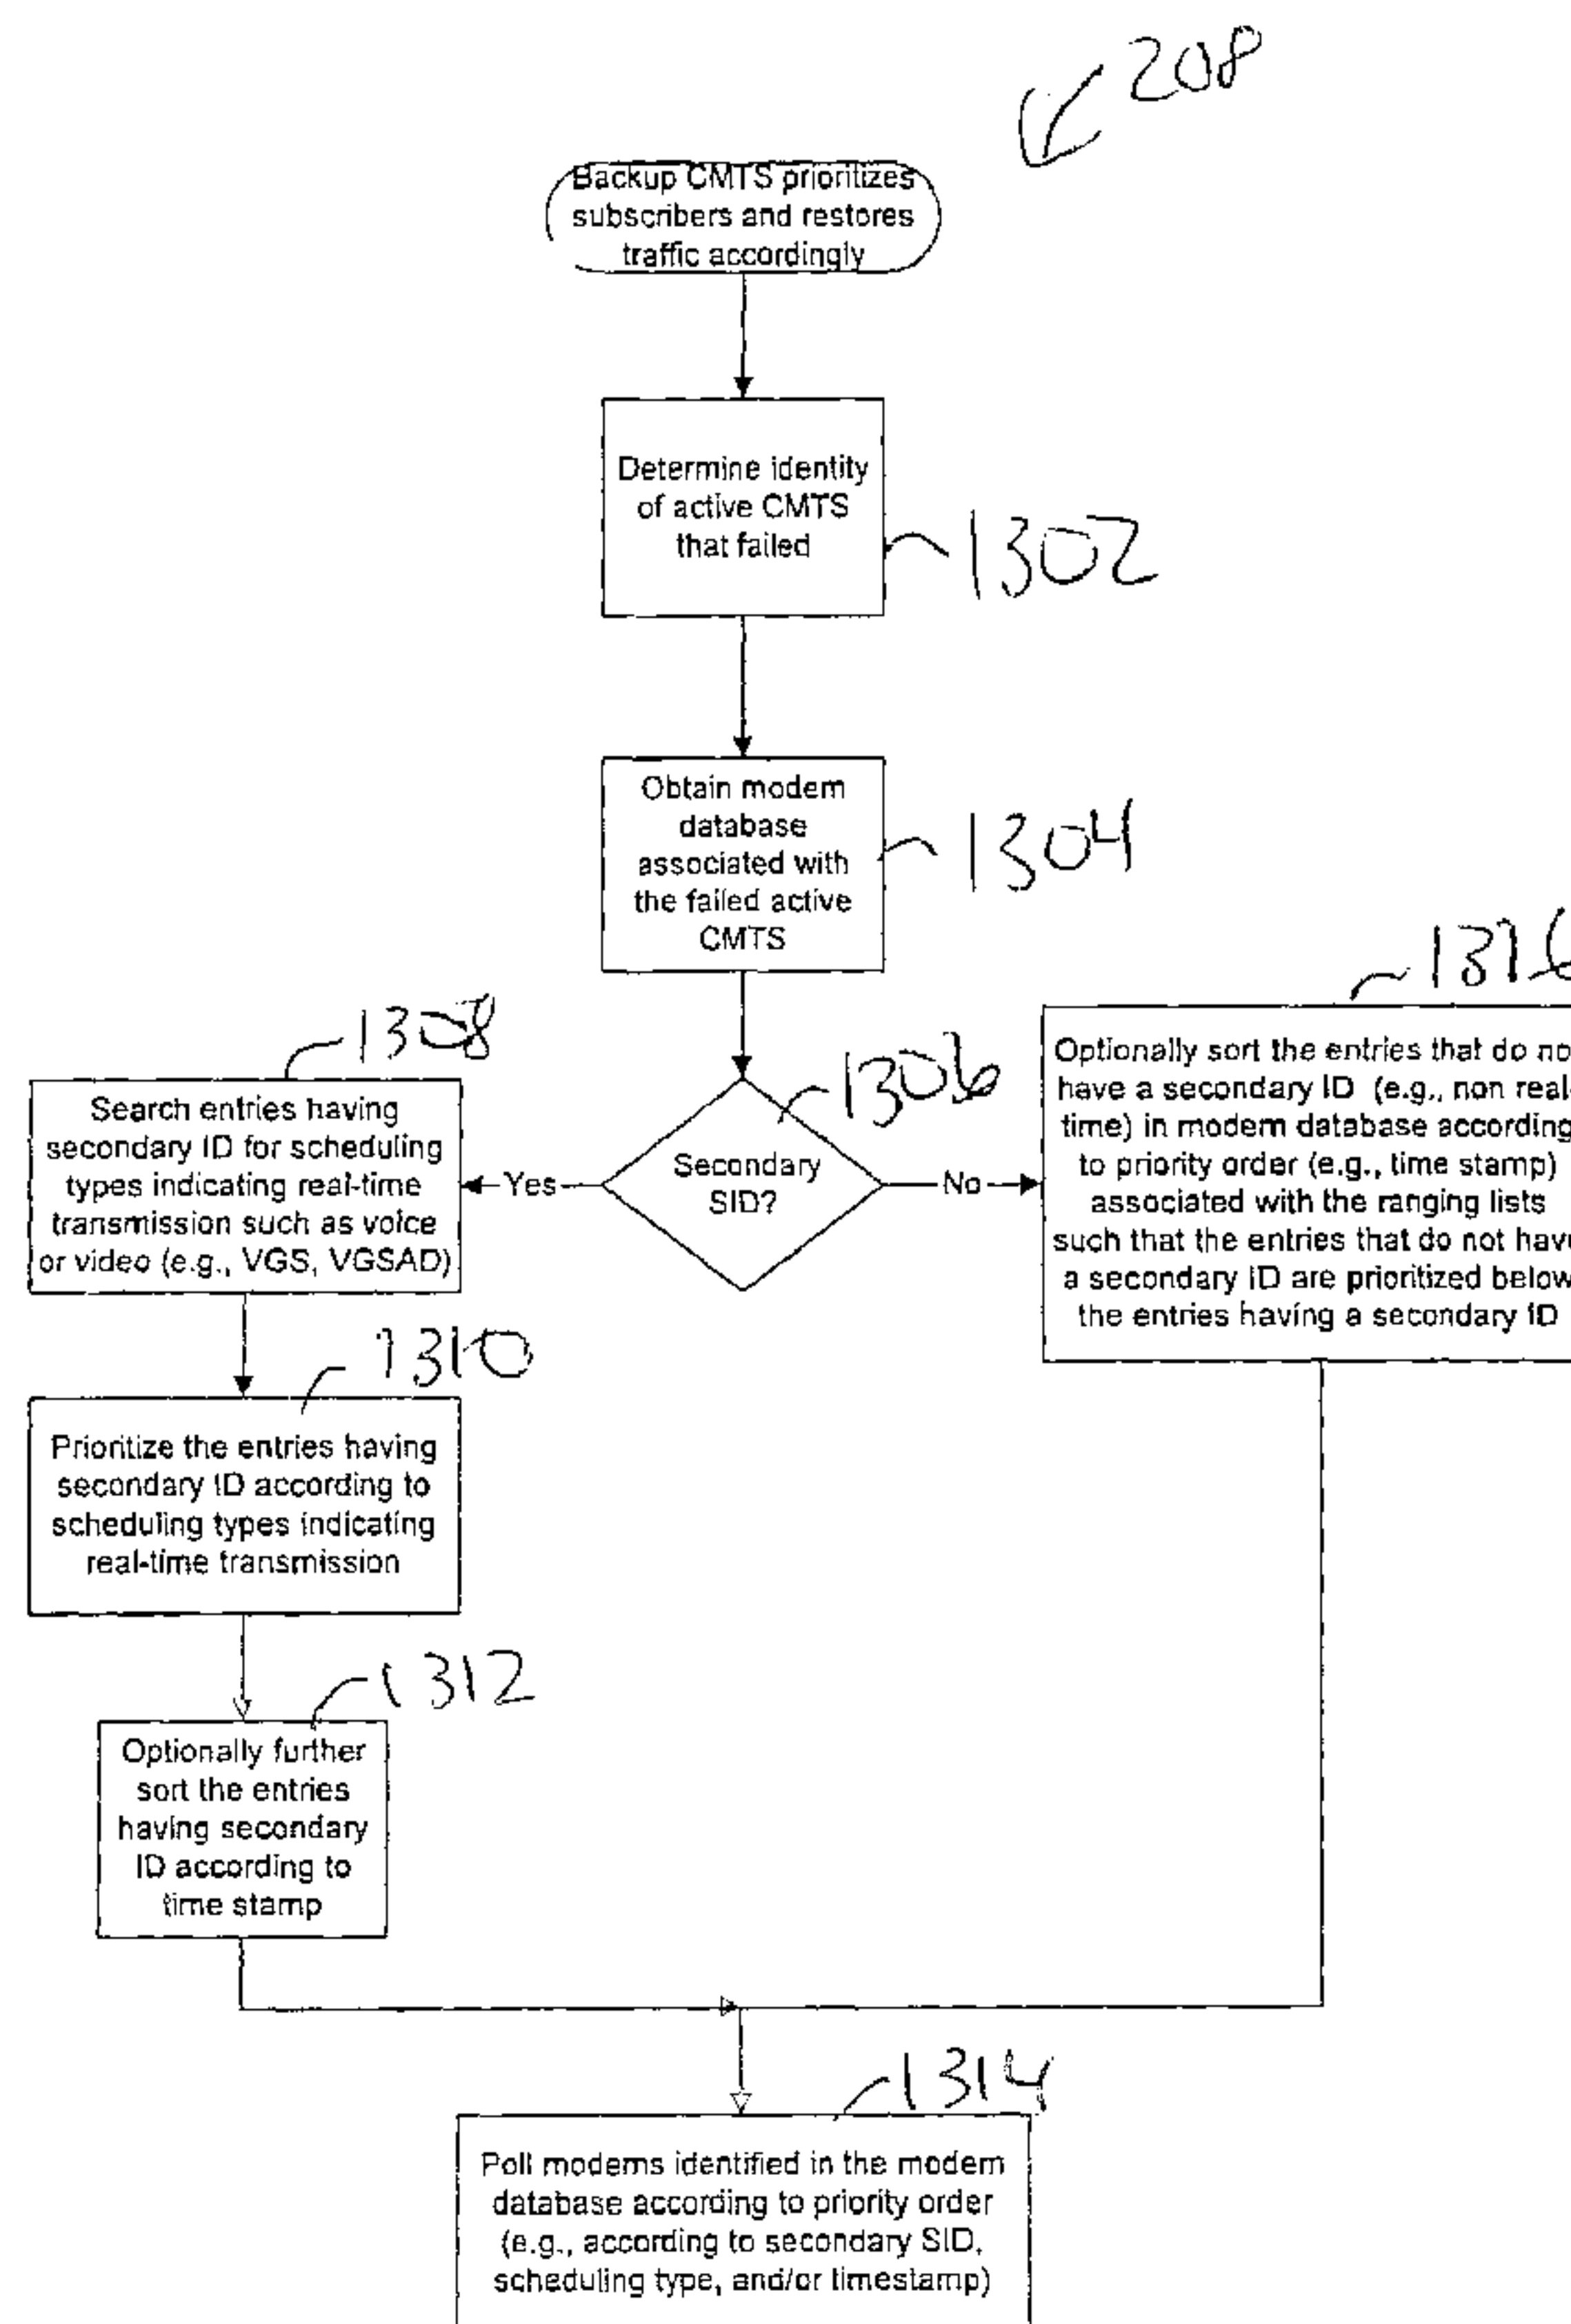 208
Backup CMTS prioritizes
subscribers and restores
traffic accordingly
Determine identity
of active CMTS
that failed
1302
Obtain modem
database
associated with
the failed active
CMTS
1304
1306
Secondary
SID?
Yes
No
1308
Search entries having
secondary ID for scheduling
types indicating real-time
transmission such as voice
or video (e.g., VGS, VGSAD)
1310
Prioritize the entries having
secondary ID according to
scheduling types indicating
real-time transmission
1312
Optionally further
sort the entries
having secondary
ID according to
time stamp
Optionally sort the entries that do
have a secondary ID (e.g., non real-
time) in modem database according
to priority order (e.g., time stamp)
associated with the ranging lists
such that the entries that do not have
a secondary ID are prioritized below
the entries having a secondary ID
1314
Poll modems identified in the modem
database according to priority order
(e.g., according to secondary SID,
scheduling type, and/or timestamp)